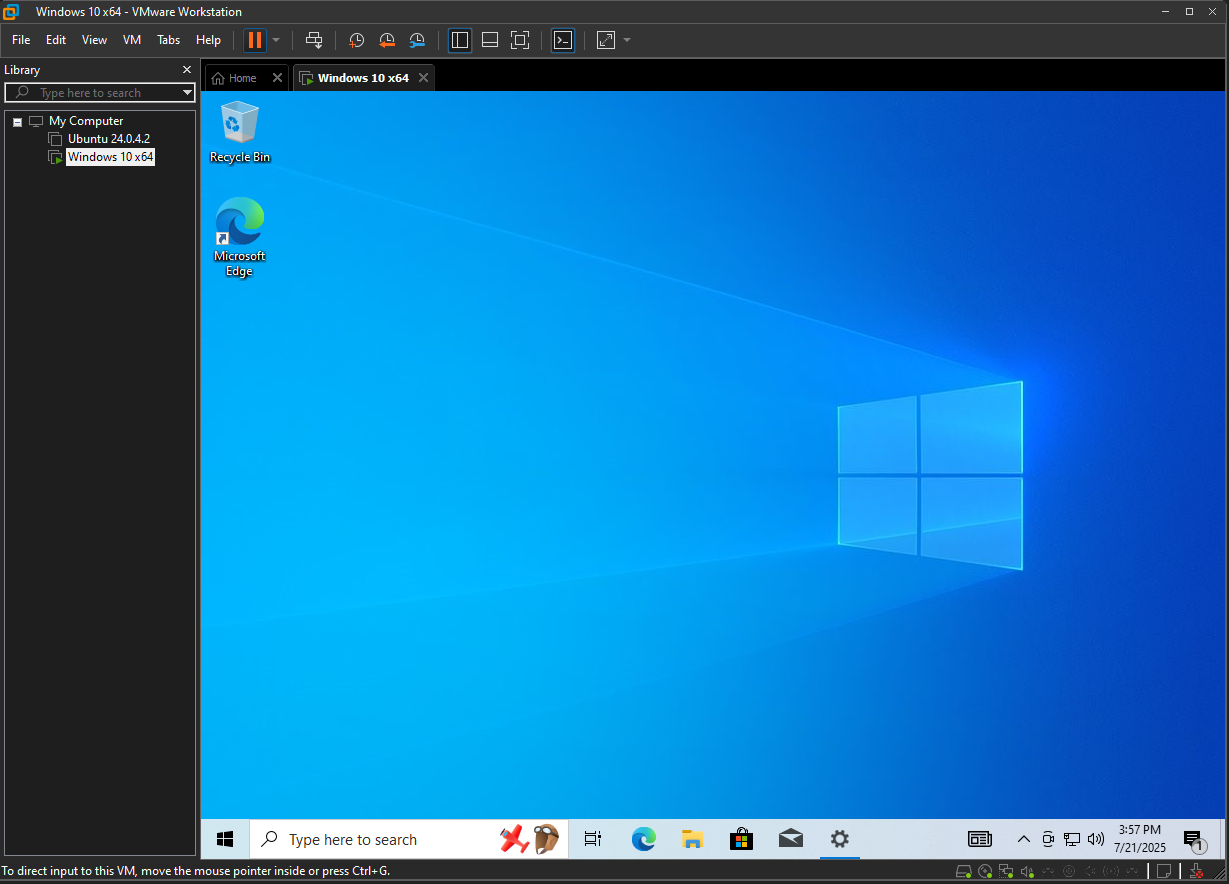 Windows 10 x64 - VMware Workstation
File Edit View VM Tabs Help
Library
Type here to search
My Computer
Ubuntu 24.0.4.2
Windows 10 x64
Home
Windows 10 x64
Recycle Bin
Microsoft
Edge
Type here to search
3:57 PM
7/21/2025
1
To direct input to this VM, move the mouse pointer inside or press Ctrl+G.